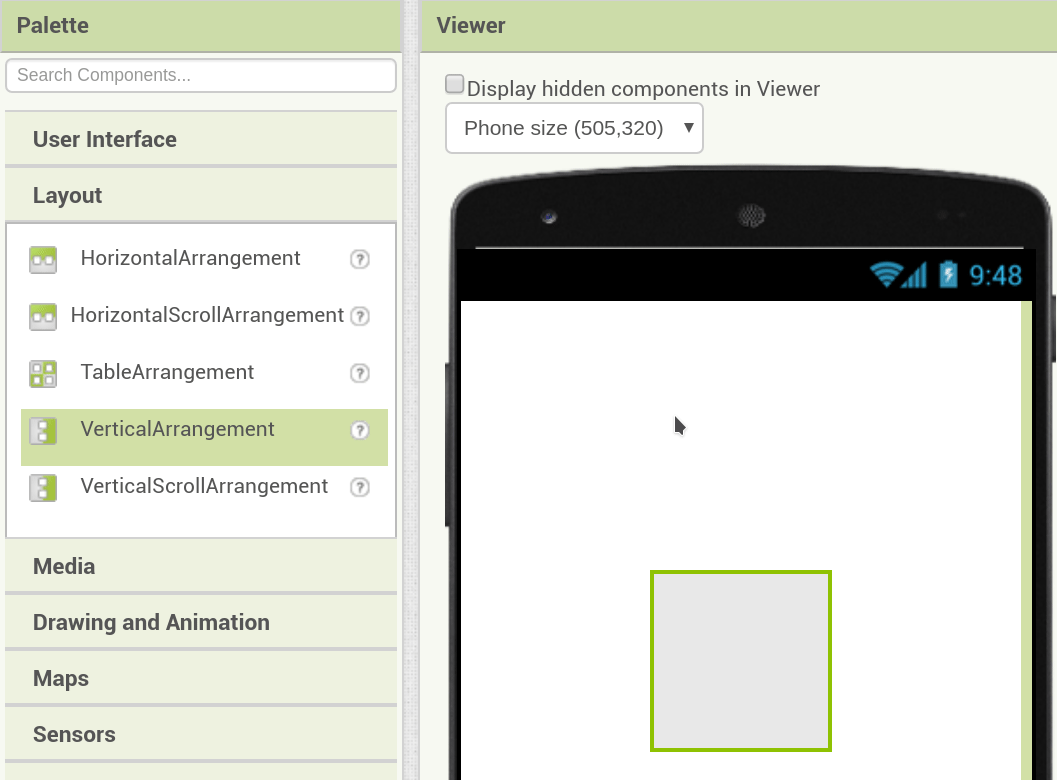 Palette
Search Components...
User Interface
Layout
HorizontalArrangement ?
HorizontalScrollArrangement ?
TableArrangement ?
VerticalArrangement ?
VerticalScrollArrangement ?
Media
Drawing and Animation
Maps
Sensors
Viewer
Display hidden components in Viewer
Phone size (505,320)
9:48